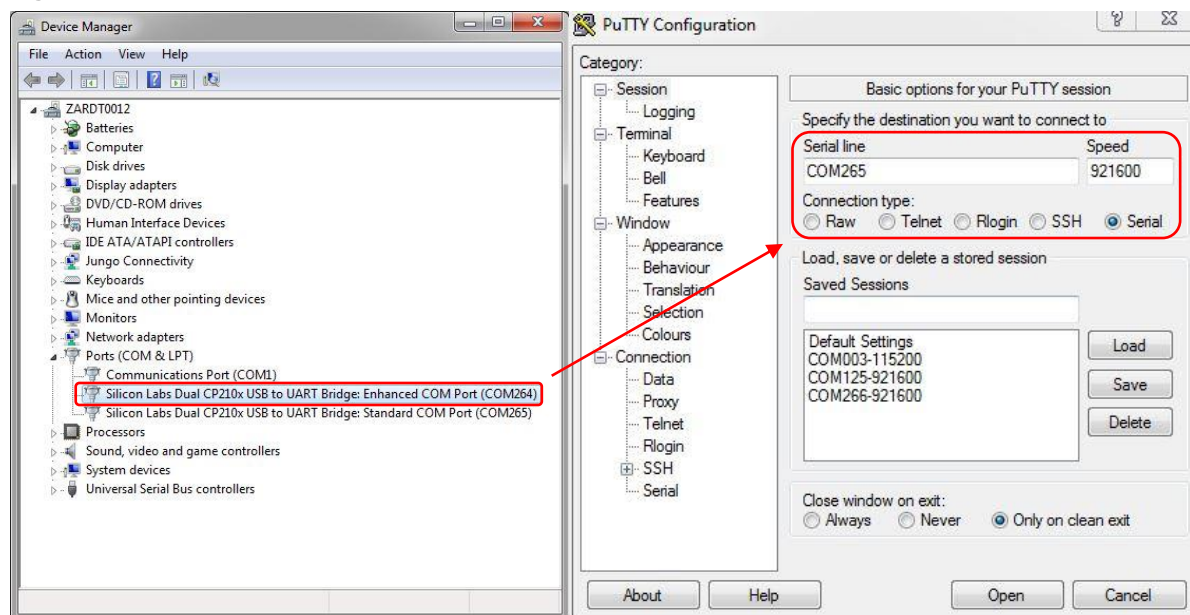 Device Manager
File Action View Help
ZARDT0012
Batteries
Computer
Disk drives
Display adapters
DVD/CD-ROM drives
Human Interface Devices
IDE ATA/ATAPI controllers
Jungo Connectivity
Keyboards
Mice and other pointing devices
Monitors
Network adapters
Ports (COM & LPT)
Communications Port (COM1)
Silicon Labs Dual CP210x USB to UART Bridge: Enhanced COM Port (COM264)
Silicon Labs Dual CP210x USB to UART Bridge: Standard COM Port (COM265)
Processors
Sound, video and game controllers
System devices
Universal Serial Bus controllers
PuTTY Configuration
Category:
Session
Logging
Terminal
Keyboard
Bell
Features
Window
Appearance
Behaviour
Translation
Selection
Colours
Connection
Data
Proxy
Telnet
Rlogin
SSH
Serial
Basic options for your PuTTY session
Specify the destination you want to connect to
Serial line Speed
COM265 921600
Connection type:
Raw Telnet Rlogin SSH Serial
Load, save or delete a stored session
Saved Sessions
Default Settings
COM003-115200
COM125-921600
COM266-921600
Load
Save
Delete
Close window on exit:
Always Never Only on clean exit
About Help Open Cancel